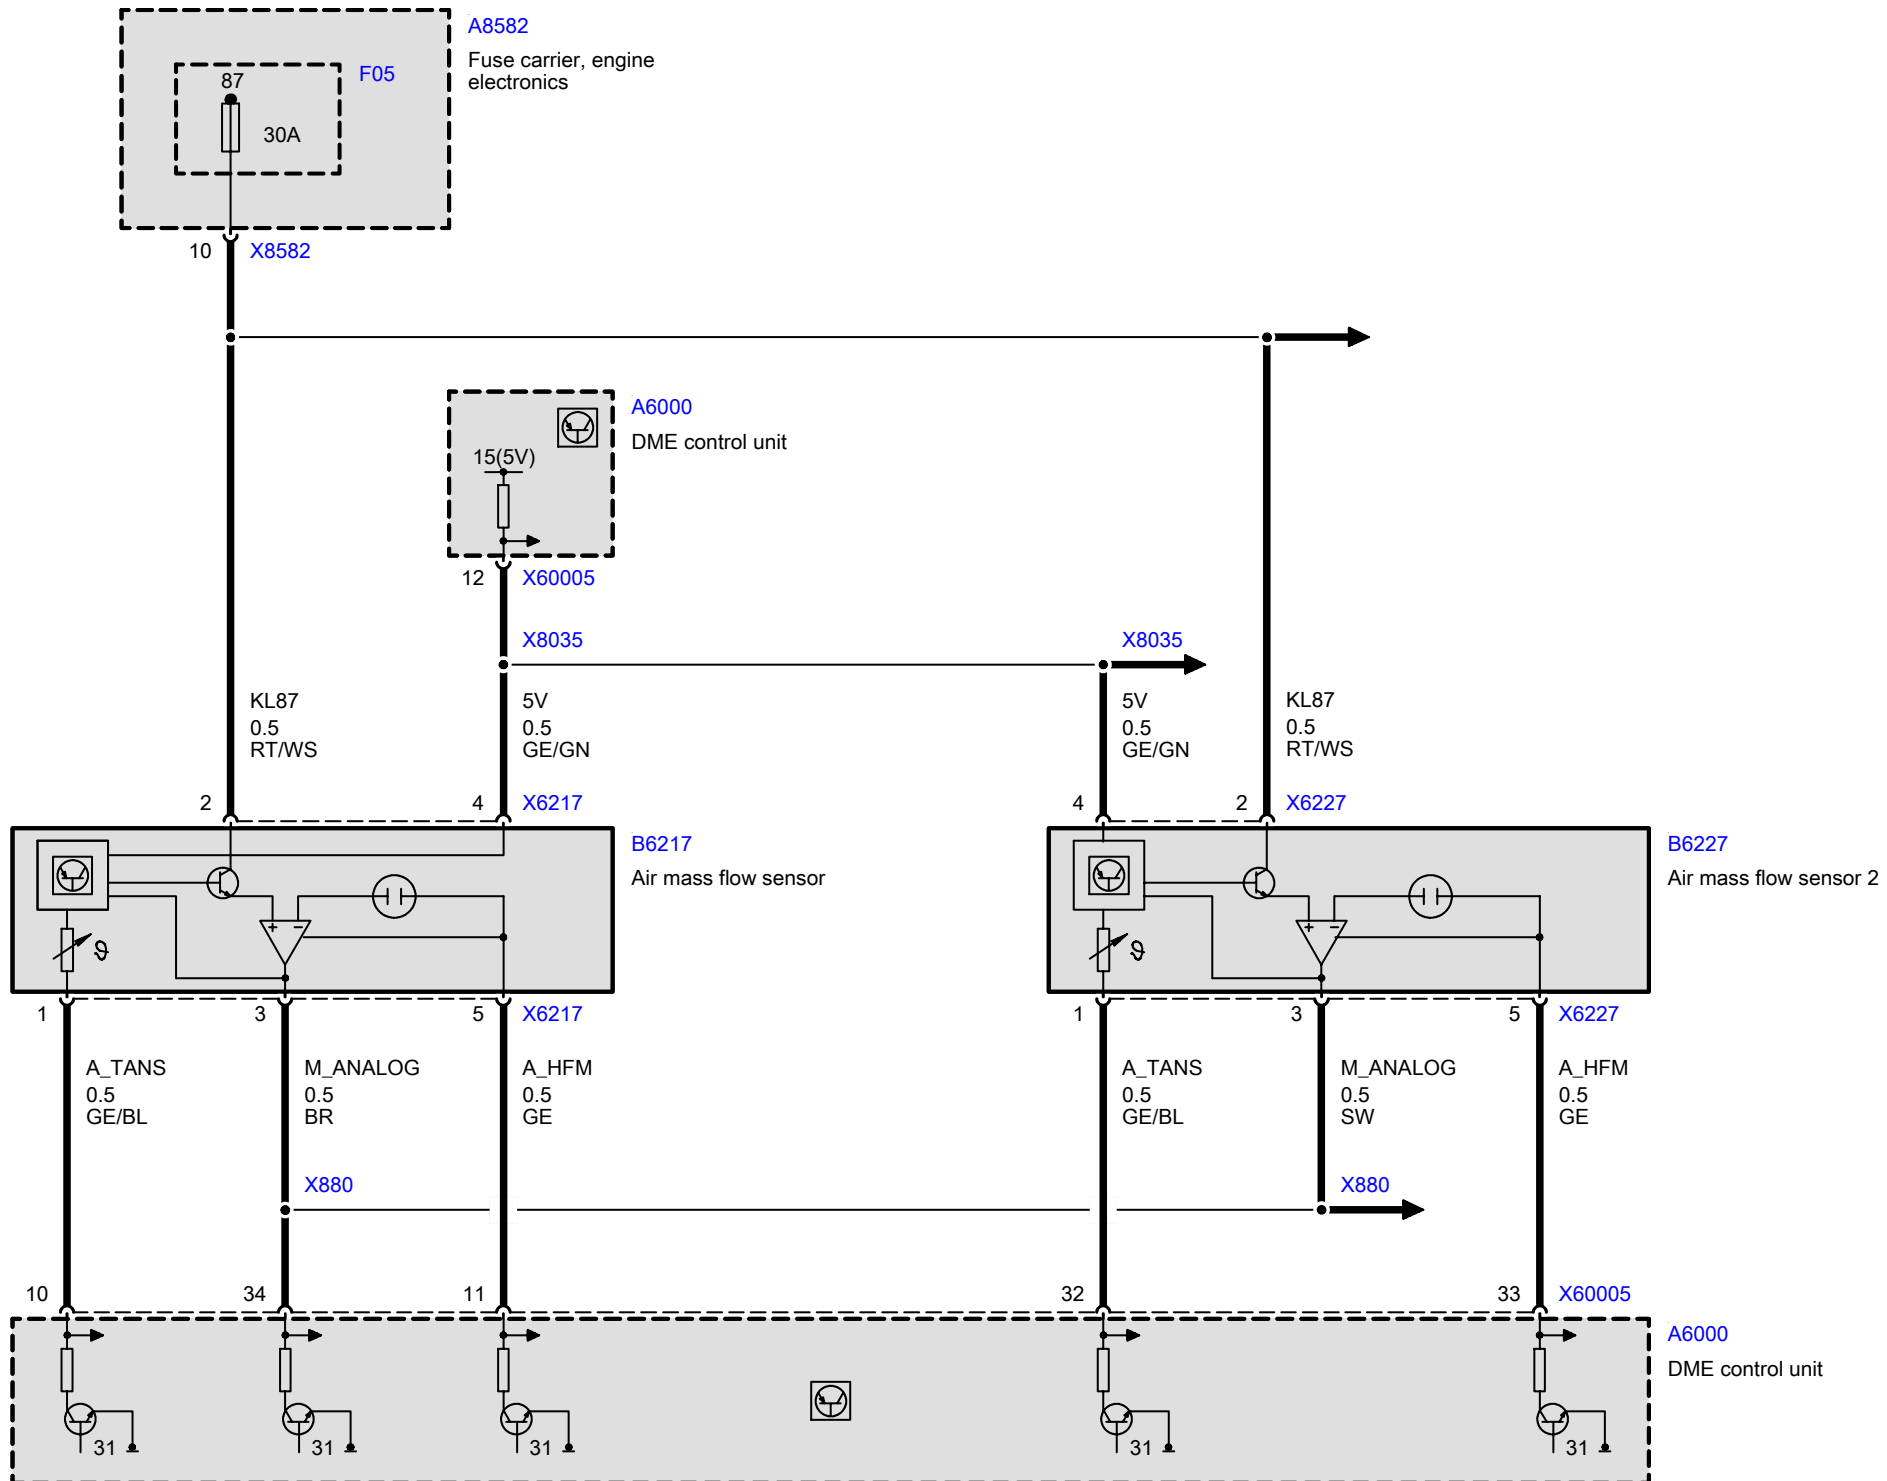 A8582
Fuse carrier, engine
electronics
F05
87
30A
10
X8582
A6000
DME control unit
15(5V)
12
X60005
X8035
X8035
KL87
0.5
RT/WS
5V
0.5
GE/GN
5V
0.5
GE/GN
KL87
0.5
RT/WS
2
4
X6217
4
2
X6227
B6217
Air mass flow sensor
B6227
Air mass flow sensor 2
+ −
ϑ
+ −
ϑ
1
3
5
X6217
1
3
5
X6227
A_TANS
0.5
GE/BL
M_ANALOG
0.5
BR
A_HFM
0.5
GE
A_TANS
0.5
GE/BL
M_ANALOG
0.5
SW
A_HFM
0.5
GE
X880
X880
10
34
11
32
33
X60005
A6000
DME control unit
31
31
31
31
31